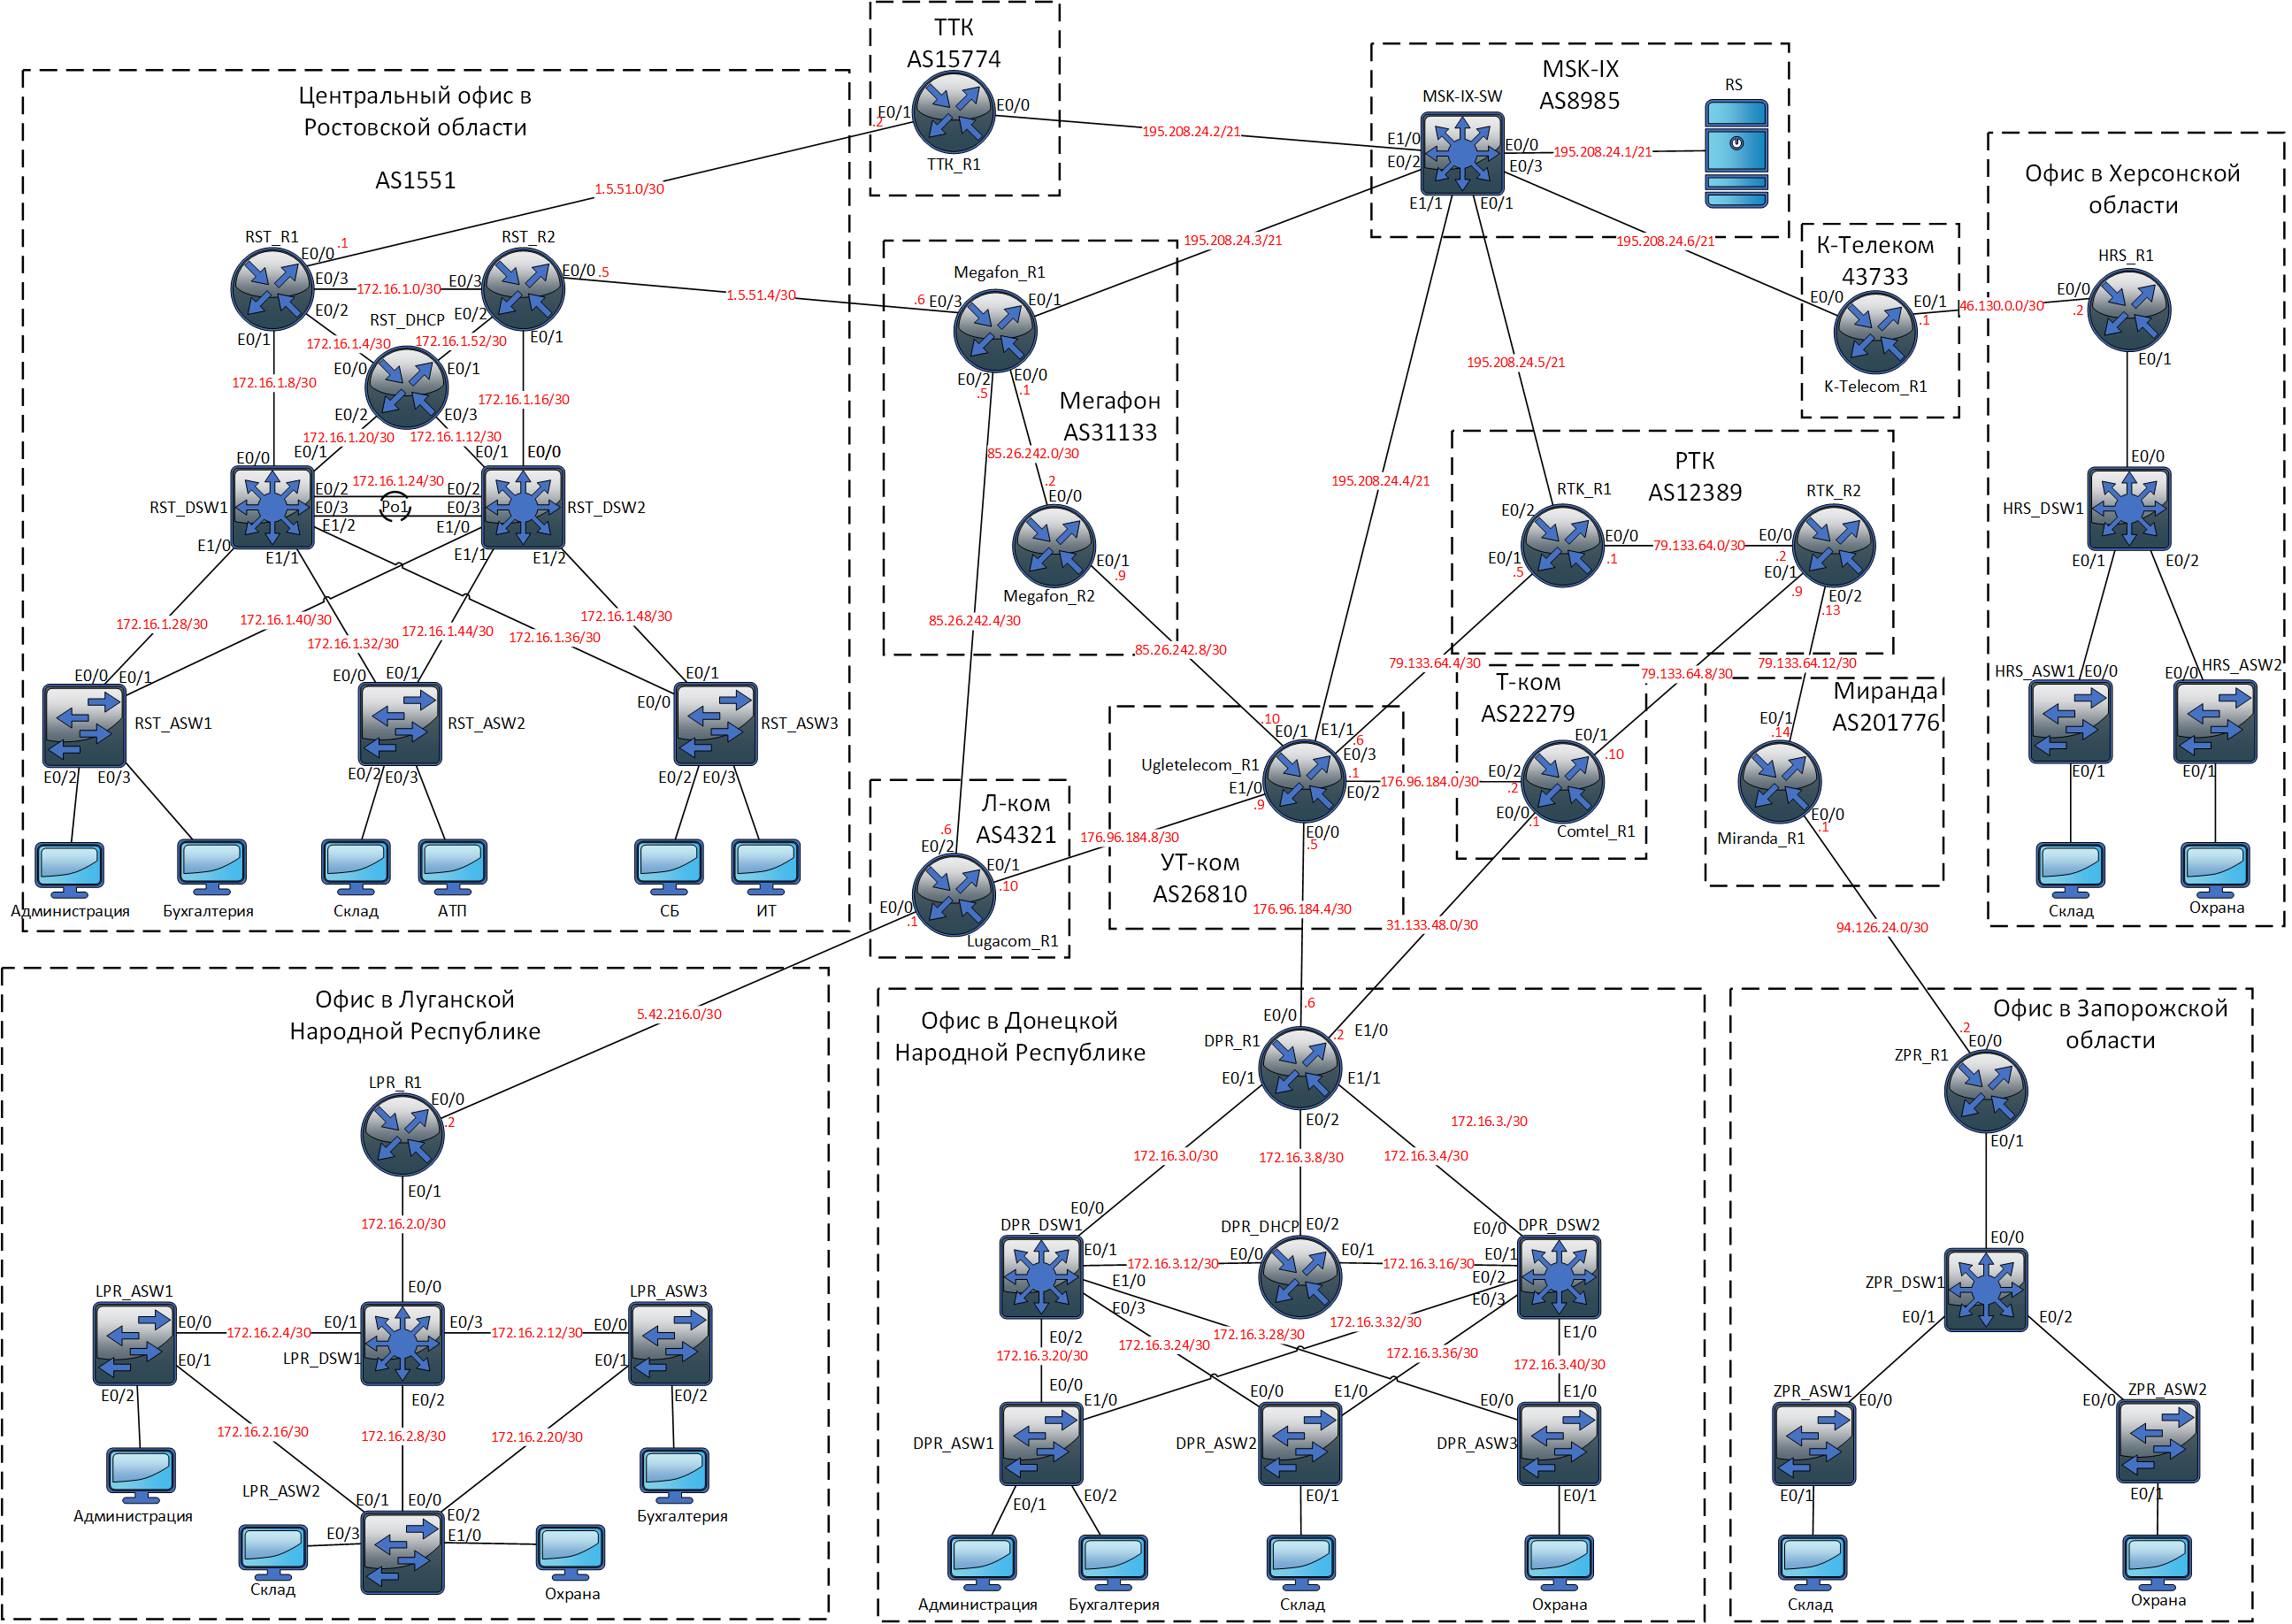 ТТК
AS15774
E0/1
.2
E0/0
TTK_R1
195.208.24.2/21
1.5.51.0/30
MSK-IX
AS8985
MSK-IX-SW
RS
E1/0
E0/2
E0/0
E0/3
E1/1
E0/1
195.208.24.1/21
195.208.24.3/21
195.208.24.6/21
195.208.24.5/21
195.208.24.4/21
Центральный офис в
Ростовской области
AS1551
RST_R1
E0/0
.1
E0/3
E0/2
E0/1
172.16.1.0/30
RST_R2
E0/0
.5
E0/3
E0/2
E0/1
1.5.51.4/30
RST_DHCP
172.16.1.4/30
172.16.1.52/30
E0/0
E0/1
E0/2
E0/3
172.16.1.8/30
172.16.1.16/30
172.16.1.20/30
172.16.1.12/30
RST_DSW1
E0/0
E0/1
E0/2
E0/3
E1/2
E1/0
E1/1
172.16.1.24/30
Po1
RST_DSW2
E0/1
E0/0
E0/2
E0/3
E1/0
E1/1
E1/2
172.16.1.28/30
172.16.1.40/30
172.16.1.32/30
172.16.1.44/30
172.16.1.36/30
172.16.1.48/30
E0/0
E0/1
RST_ASW1
E0/2
E0/3
E0/0
E0/1
RST_ASW2
E0/2
E0/3
E0/0
E0/1
RST_ASW3
E0/2
E0/3
Администрация
Бухгалтерия
Склад
АТП
СБ
ИТ
Megafon_R1
.6
E0/3
E0/1
E0/2
.5
E0/0
.1
Мегафон
AS31133
85.26.242.0/30
.2
E0/0
E0/1
.9
Megafon_R2
85.26.242.4/30
85.26.242.8/30
К-Телеком
43733
E0/0
E0/1
.1
K-Telecom_R1
46.130.0.0/30
Офис в Херсонской
области
HRS_R1
E0/0
.2
E0/1
E0/0
HRS_DSW1
E0/1
E0/2
HRS_ASW1
E0/0
E0/1
HRS_ASW2
E0/0
E0/1
Склад
Охрана
РТК
AS12389
RTK_R1
E0/2
E0/1
.5
E0/0
.1
79.133.64.0/30
RTK_R2
E0/0
.2
E0/1
.9
E0/2
.13
79.133.64.4/30
79.133.64.8/30
79.133.64.12/30
Т-ком
AS22279
E0/1
.10
E0/2
.2
E0/0
.1
Comtel_R1
Миранда
AS201776
E0/1
.14
E0/0
.1
Miranda_R1
94.126.24.0/30
Ugletelecom_R1
.10
E0/1
E1/1
.6
E0/3
.1
E0/2
E1/0
.9
E0/0
.5
УТ-ком
AS26810
176.96.184.0/30
176.96.184.8/30
176.96.184.4/30
31.133.48.0/30
Л-ком
AS4321
.6
E0/2
E0/1
.10
E0/0
.1
Lugacom_R1
5.42.216.0/30
Офис в Луганской
Народной Республике
LPR_R1
E0/0
.2
E0/1
172.16.2.0/30
LPR_ASW1
E0/0
E0/1
E0/2
172.16.2.4/30
E0/0
E0/1
E0/3
E0/2
LPR_DSW1
172.16.2.12/30
LPR_ASW3
E0/0
E0/1
E0/2
172.16.2.16/30
172.16.2.8/30
172.16.2.20/30
LPR_ASW2
E0/1
E0/0
E0/2
E0/3
E1/0
Администрация
Бухгалтерия
Склад
Охрана
Офис в Донецкой
Народной Республике
.6
E0/0
.2
E1/0
DPR_R1
E0/1
E1/1
E0/2
172.16.3./30
172.16.3.0/30
172.16.3.8/30
172.16.3.4/30
DPR_DSW1
E0/0
E0/1
E1/0
E0/3
E0/2
172.16.3.12/30
DPR_DHCP
E0/2
E0/0
E0/1
172.16.3.16/30
DPR_DSW2
E0/0
E0/1
E0/2
E0/3
E1/0
172.16.3.20/30
172.16.3.24/30
172.16.3.28/30
172.16.3.32/30
172.16.3.36/30
172.16.3.40/30
E0/0
E1/0
DPR_ASW1
E0/1
E0/2
E0/0
E1/0
DPR_ASW2
E0/1
E0/0
E1/0
DPR_ASW3
E0/1
Администрация
Бухгалтерия
Склад
Охрана
Офис в Запорожской
области
.2
E0/0
ZPR_R1
E0/1
E0/0
ZPR_DSW1
E0/1
E0/2
ZPR_ASW1
E0/0
E0/1
ZPR_ASW2
E0/0
E0/1
Склад
Охрана